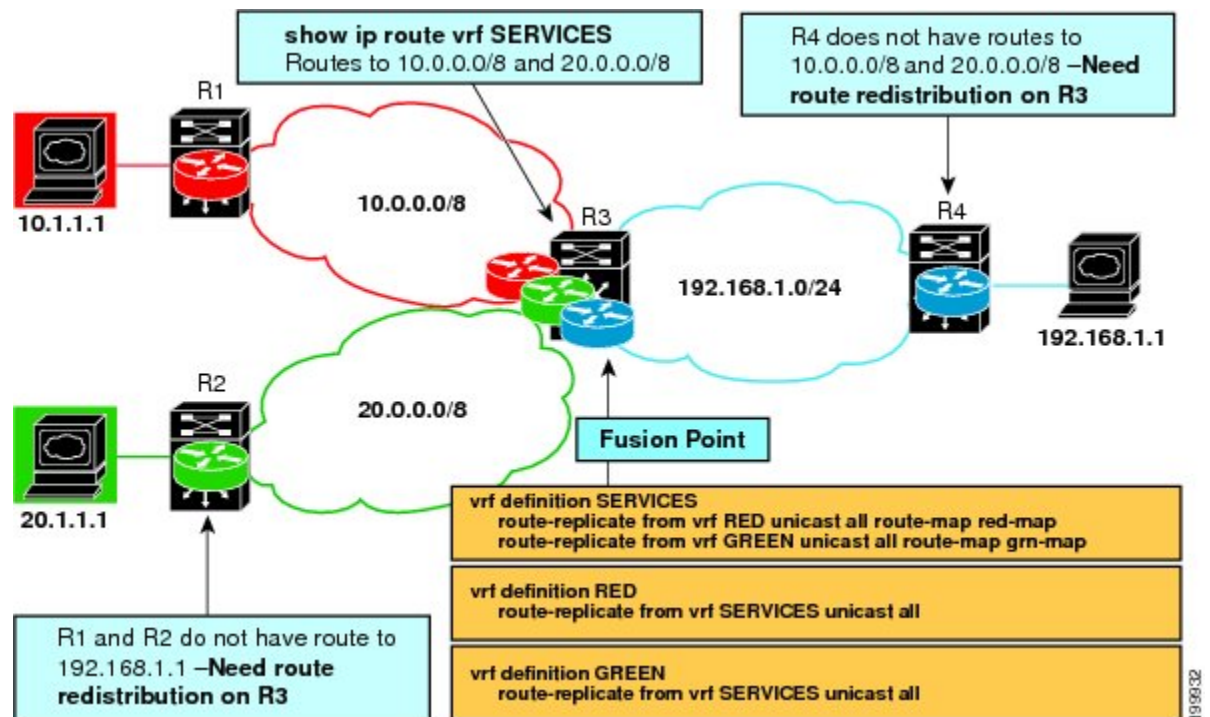 show ip route vrf SERVICES
Routes to 10.0.0.0/8 and 20.0.0.0/8
R4 does not have routes to
10.0.0.0/8 and 20.0.0.0/8 –Need
route redistribution on R3
R1
10.1.1.1
10.0.0.0/8
R3
192.168.1.0/24
R4
192.168.1.1
R2
20.1.1.1
20.0.0.0/8
Fusion Point
vrf definition SERVICES
route-replicate from vrf RED unicast all route-map red-map
route-replicate from vrf GREEN unicast all route-map grn-map
vrf definition RED
route-replicate from vrf SERVICES unicast all
vrf definition GREEN
route-replicate from vrf SERVICES unicast all
R1 and R2 do not have route to
192.168.1.1 –Need route
redistribution on R3
199932